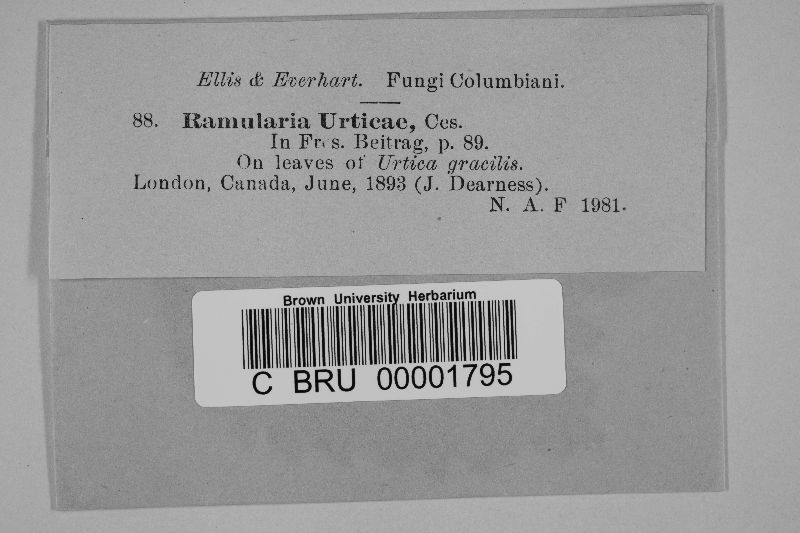 Ellis & Everhart. Fungi Columbiani.
88. Ramularia Urticae, Ces.
In Fres. Beitrag, p. 89.
On leaves of Urtica gracilis.
London, Canada, June, 1893 (J. Dearness).
N. A. F 1981.
Brown University Herbarium
C BRU 00001795